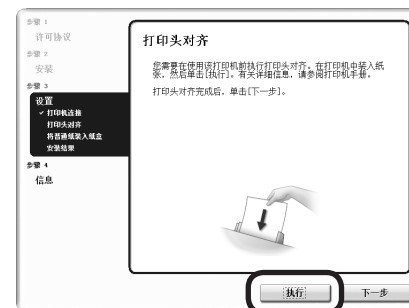 步骤 1
许可协议
步骤 2
安装
步骤 3
设置
✓ 打印机连接
打印头对齐
将普通纸装入纸盒
安装结果
步骤 4
信息
打印头对齐
您需要在使用该打印机前执行打印头对齐。在打印机中装入纸
张，然后单击[执行]。有关详细信息，请参阅打印机手册。
打印头对齐完成后，单击[下一步]。
执行
下一步